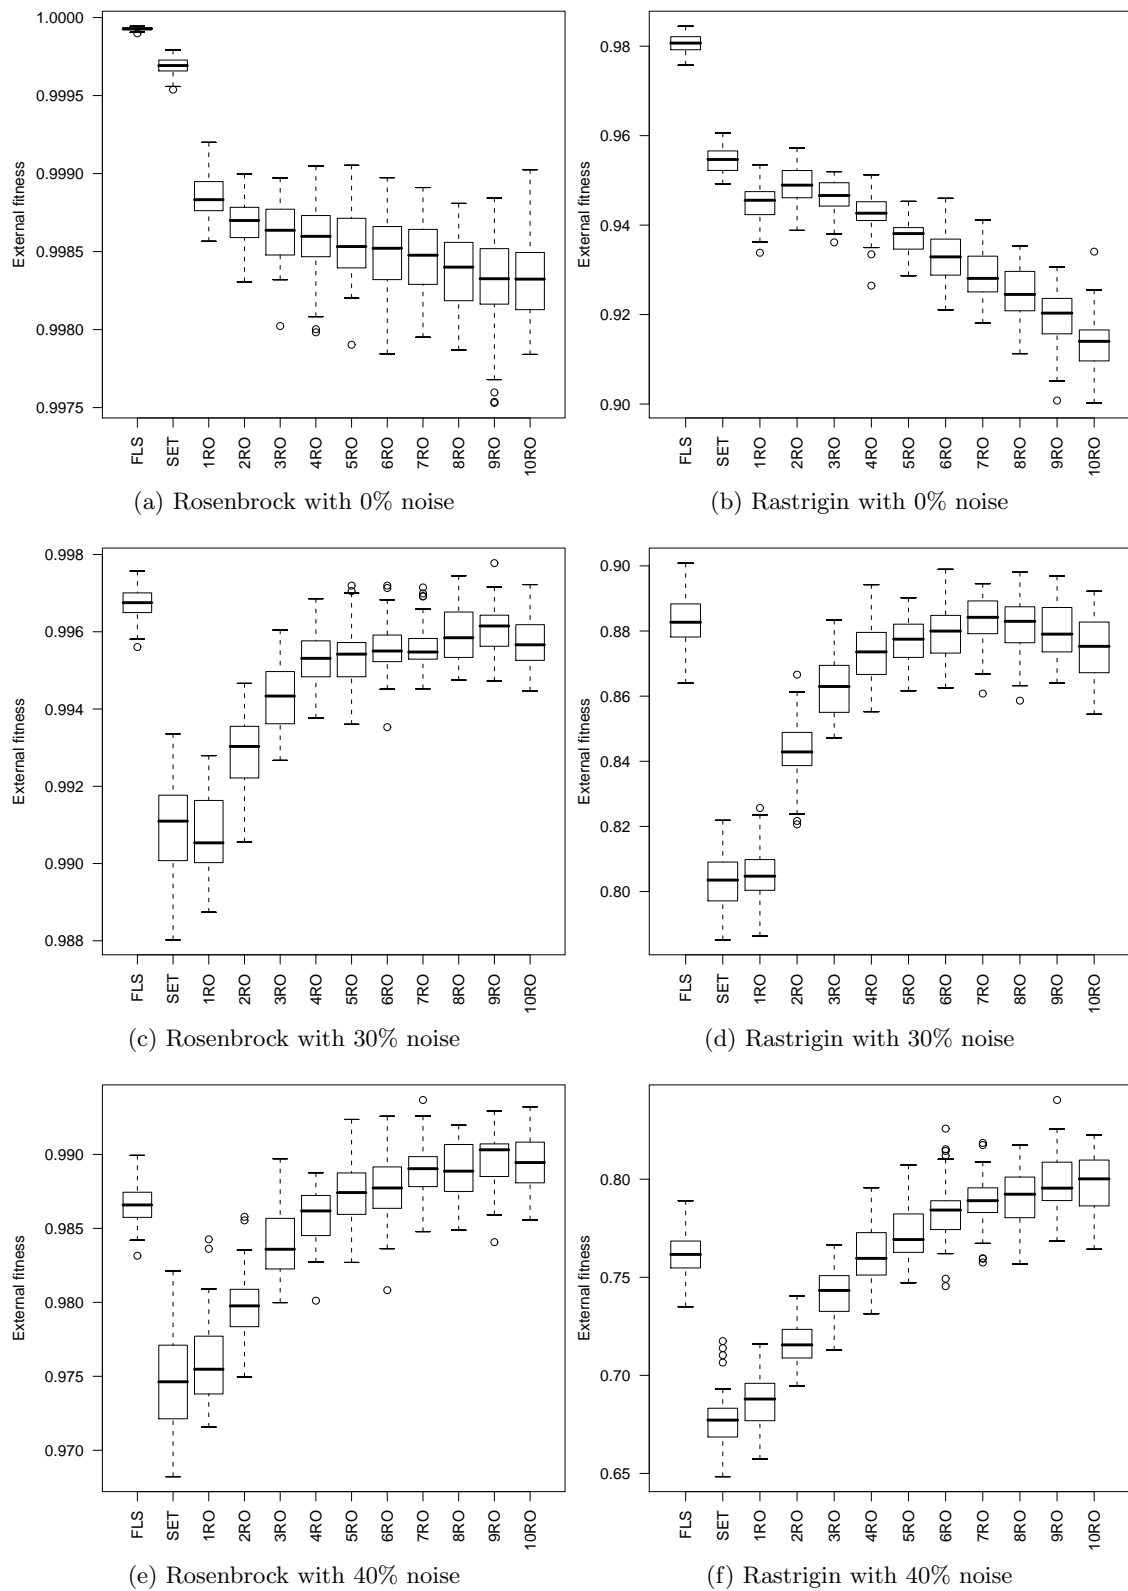 External fitness
1.0000
0.9995
0.9990
0.9985
0.9980
0.9975
FLS SET 1RO 2RO 3RO 4RO 5RO 6RO 7RO 8RO 9RO 10RO
(a) Rosenbrock with 0% noise
External fitness
0.98
0.96
0.94
0.92
0.90
FLS SET 1RO 2RO 3RO 4RO 5RO 6RO 7RO 8RO 9RO 10RO
(b) Rastrigin with 0% noise
External fitness
0.998
0.996
0.994
0.992
0.990
0.988
FLS SET 1RO 2RO 3RO 4RO 5RO 6RO 7RO 8RO 9RO 10RO
(c) Rosenbrock with 30% noise
External fitness
0.90
0.88
0.86
0.84
0.82
0.80
FLS SET 1RO 2RO 3RO 4RO 5RO 6RO 7RO 8RO 9RO 10RO
(d) Rastrigin with 30% noise
External fitness
0.990
0.985
0.980
0.975
0.970
FLS SET 1RO 2RO 3RO 4RO 5RO 6RO 7RO 8RO 9RO 10RO
(e) Rosenbrock with 40% noise
External fitness
0.80
0.75
0.70
0.65
FLS SET 1RO 2RO 3RO 4RO 5RO 6RO 7RO 8RO 9RO 10RO
(f) Rastrigin with 40% noise